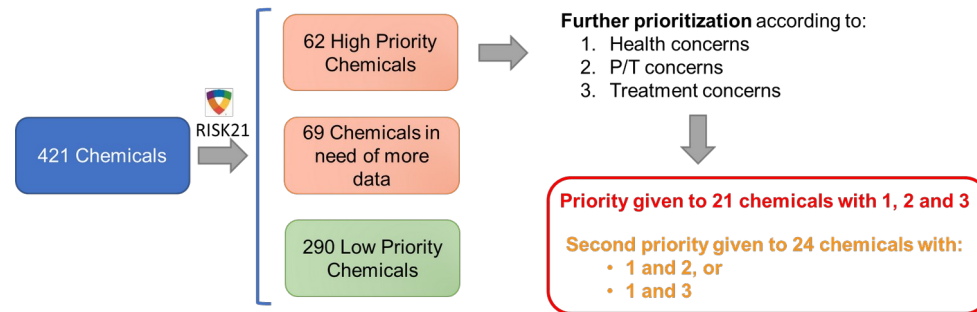 421 Chemicals
RISK21
62 High Priority
Chemicals
69 Chemicals in
need of more
data
290 Low Priority
Chemicals
Further prioritization according to:
1. Health concerns
2. P/T concerns
3. Treatment concerns
Priority given to 21 chemicals with 1, 2 and 3
Second priority given to 24 chemicals with:
• 1 and 2, or
• 1 and 3